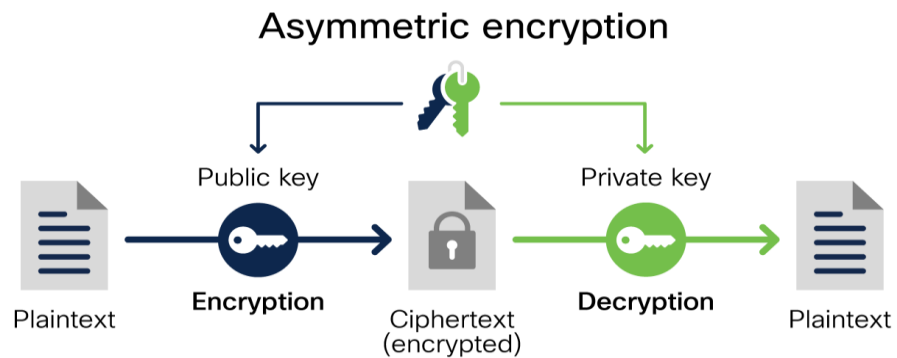 Asymmetric encryption
Public key
Private key
Encryption
Decryption
Plaintext
Ciphertext
(encrypted)
Plaintext